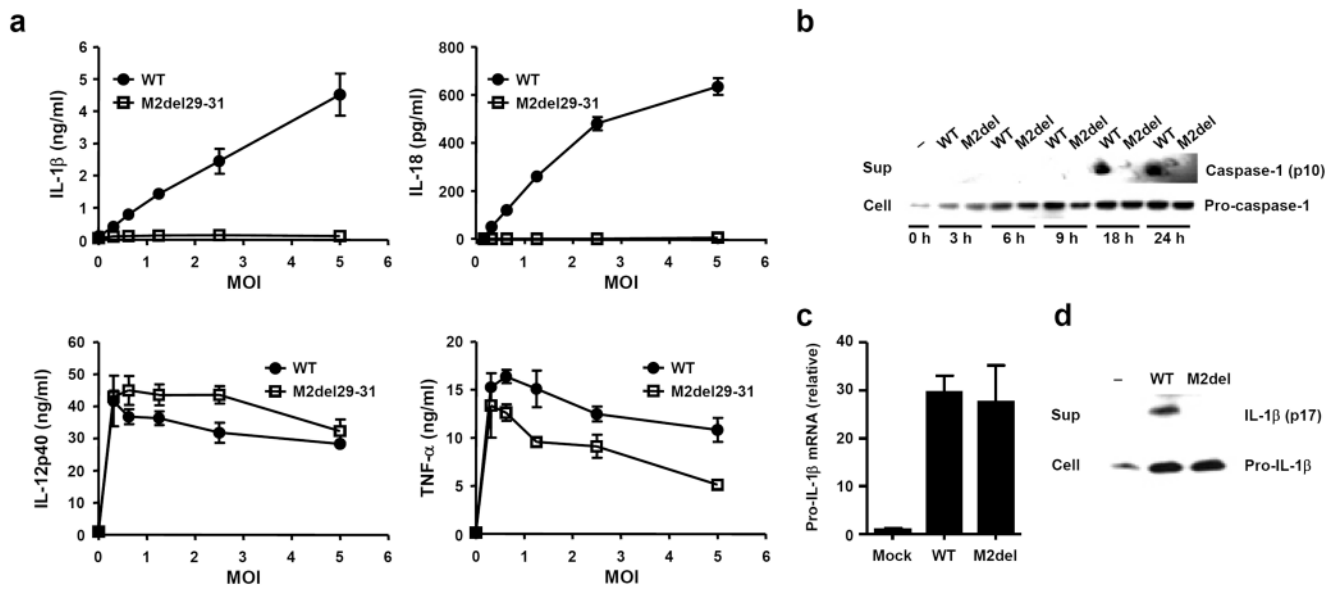 a
IL-1β (ng/ml)
6
5
4
3
2
1
0
WT
M2del29-31
0 1 2 3 4 5 6
MOI
IL-18 (pg/ml)
800
600
400
200
0
WT
M2del29-31
0 1 2 3 4 5 6
MOI
IL-12p40 (ng/ml)
60
50
40
30
20
10
0
WT
M2del29-31
0 1 2 3 4 5 6
MOI
TNF-α (ng/ml)
20
15
10
5
0
WT
M2del29-31
0 1 2 3 4 5 6
MOI
b
– WT M2del WT M2del WT M2del WT M2del WT M2del
Sup Caspase-1 (p10)
Cell Pro-caspase-1
0 h 3 h 6 h 9 h 18 h 24 h
c
Pro-IL-1β mRNA (relative)
40
30
20
10
0
Mock WT M2del
d
– WT M2del
Sup IL-1β (p17)
Cell Pro-IL-1β